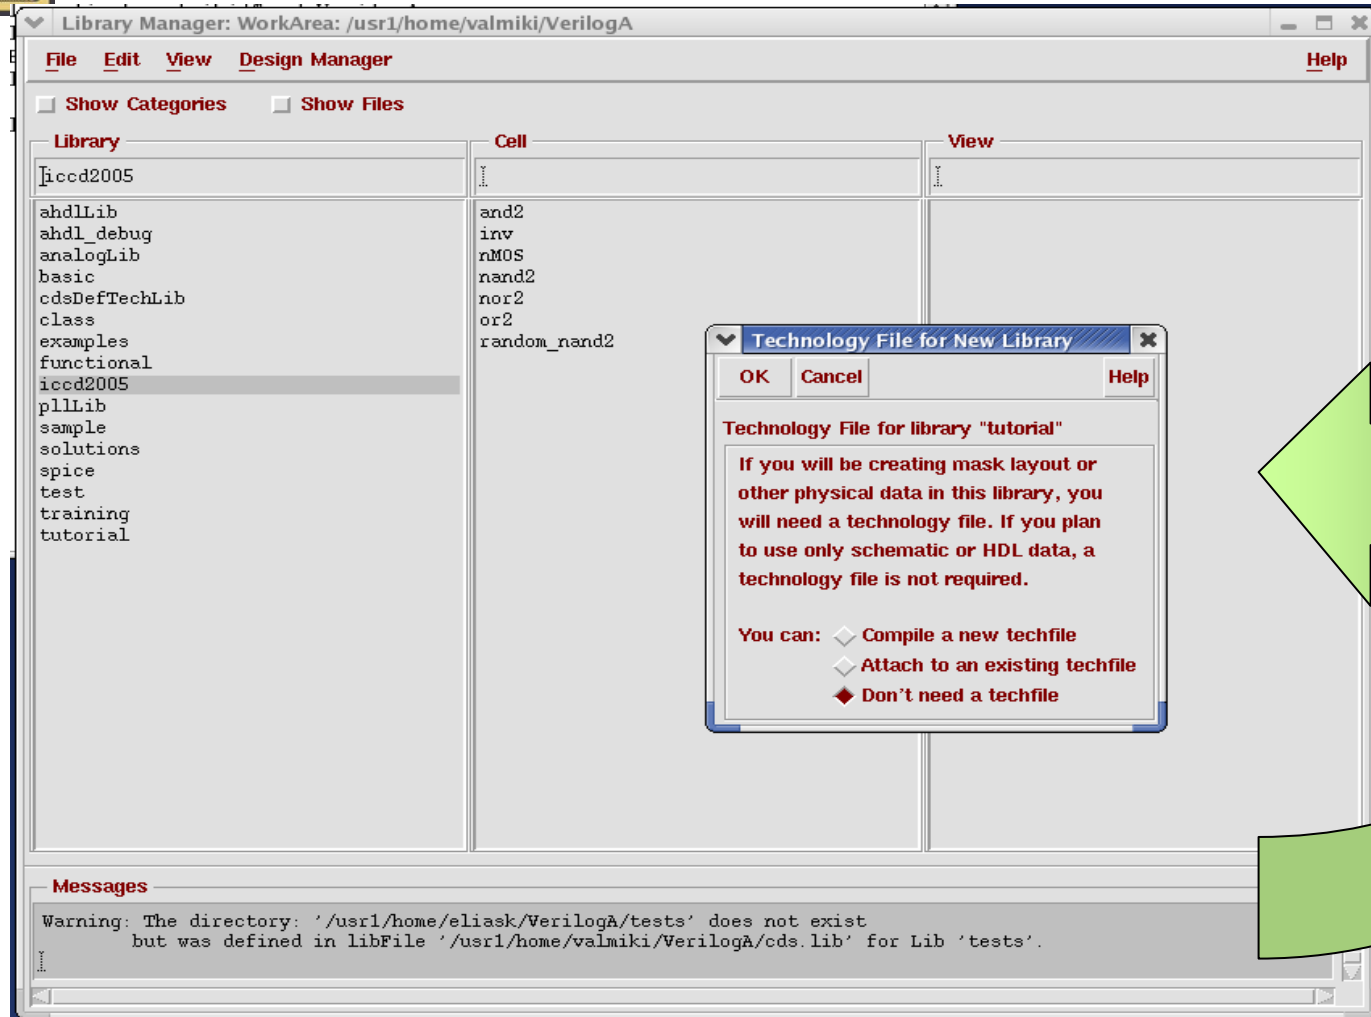 Library Manager: WorkArea: /usr1/home/valmiki/VerilogA
File Edit View Design Manager Help
Show Categories Show Files
Library Cell View
iccd2005
ahdlLib
ahdl_debug
analogLib
basic
cdsDefTechLib
class
examples
functional
iccd2005
pllLib
sample
solutions
spice
test
training
tutorial
and2
inv
nMOS
nand2
nor2
or2
random_nand2
Technology File for New Library
OK Cancel Help
Technology File for library "tutorial"
If you will be creating mask layout or
other physical data in this library, you
will need a technology file. If you plan
to use only schematic or HDL data, a
technology file is not required.
You can: Compile a new techfile
Attach to an existing techfile
Don't need a techfile
Messages
Warning: The directory: '/usr1/home/eliask/VerilogA/tests' does not exist
but was defined in libFile '/usr1/home/valmiki/VerilogA/cds.lib' for Lib 'tests'.